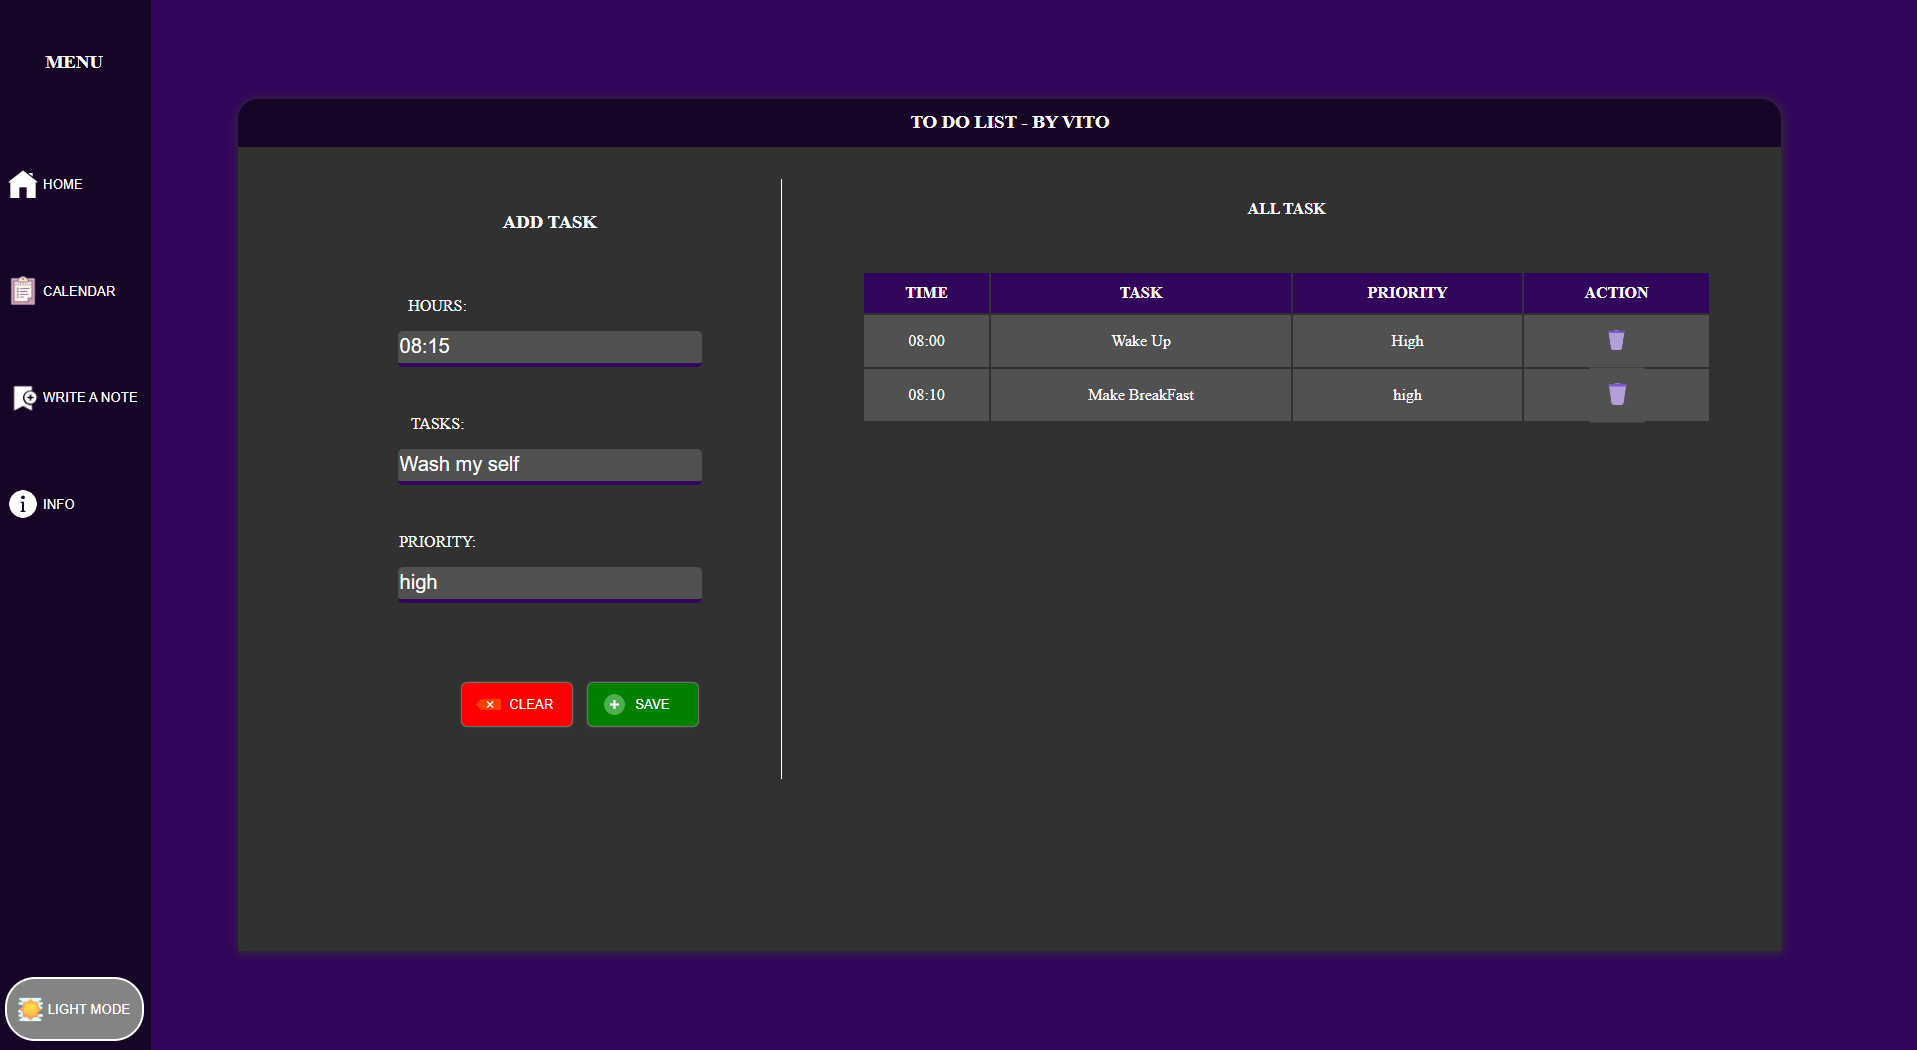 MENU
HOME
CALENDAR
WRITE A NOTE
INFO
LIGHT MODE
TO DO LIST - BY VITO
ADD TASK
HOURS:
08:15
TASKS:
Wash my self
PRIORITY:
high
CLEAR
SAVE
ALL TASK
TIME TASK PRIORITY ACTION
08:00 Wake Up High
08:10 Make BreakFast high